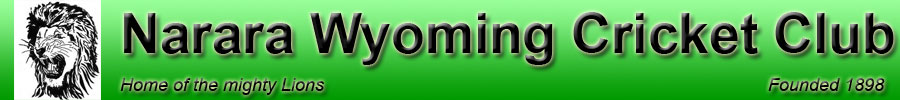 Narara Wyoming Cricket Club
Home of the mighty Lions Founded 1898